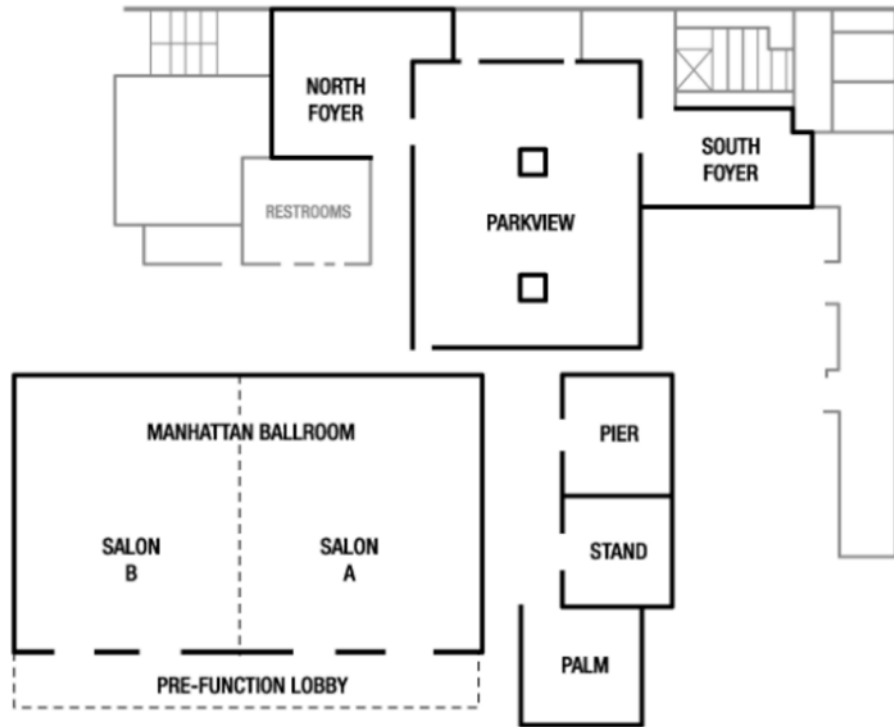 NORTH
FOYER
SOUTH
FOYER
RESTROOMS
PARKVIEW
MANHATTAN BALLROOM
PIER
SALON
B
SALON
A
STAND
PALM
PRE-FUNCTION LOBBY